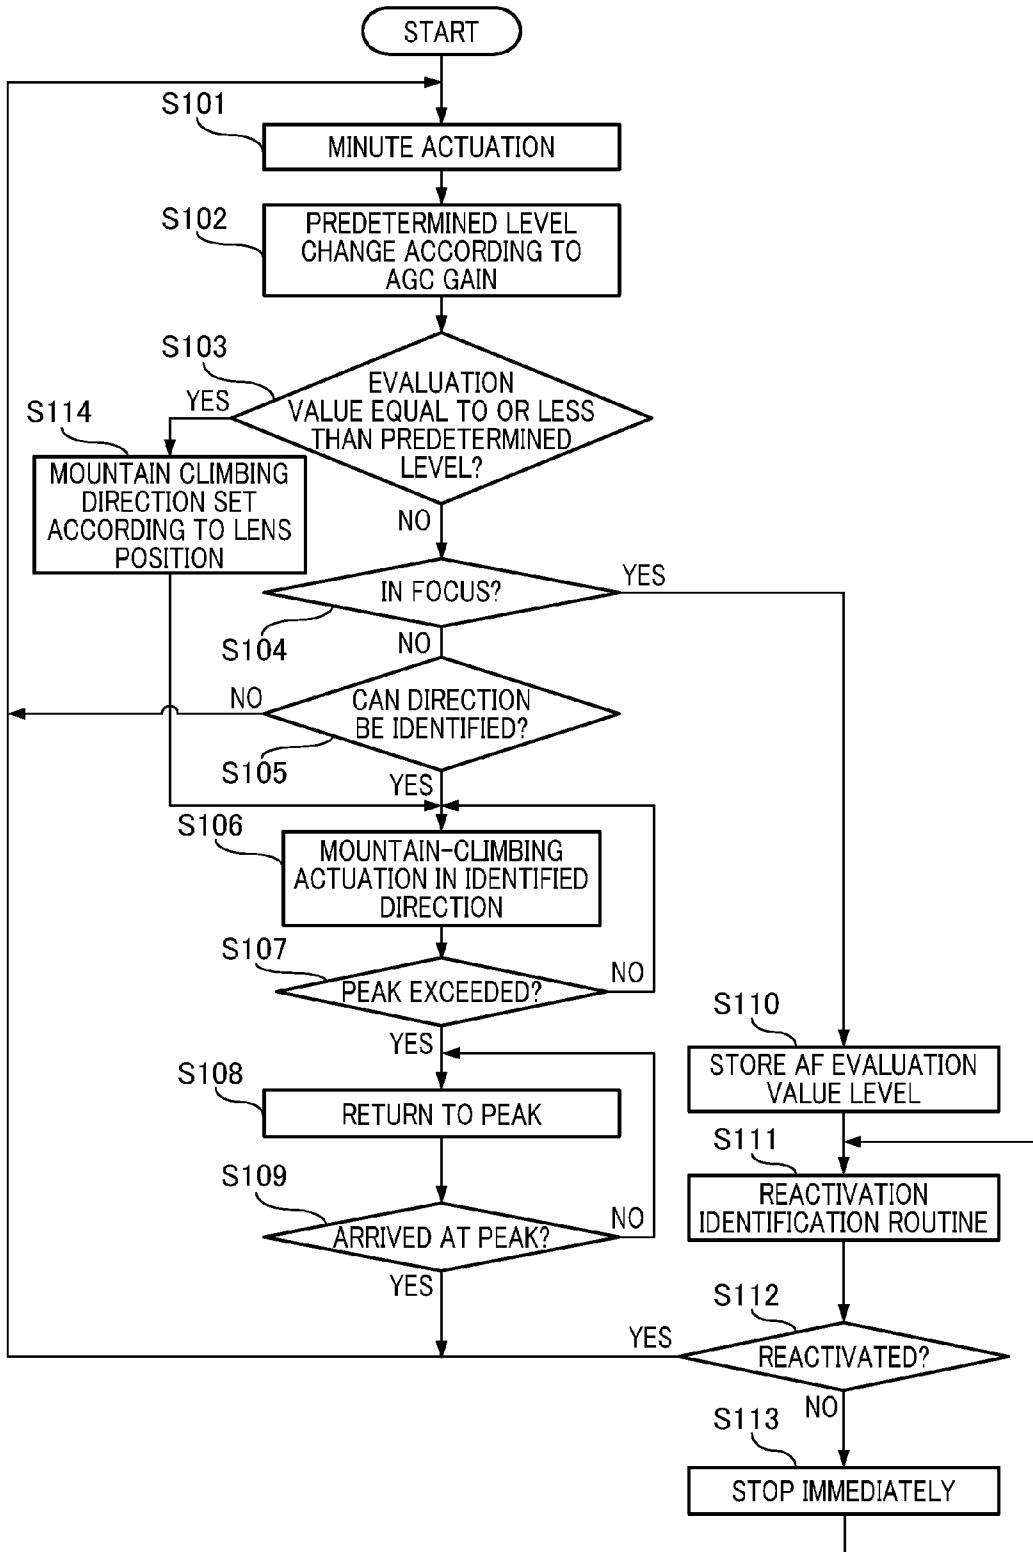 START
S101
MINUTE ACTUATION
S102
PREDETERMINED LEVEL
CHANGE ACCORDING TO
AGC GAIN
S103
EVALUATION
VALUE EQUAL TO OR LESS
THAN PREDETERMINED
LEVEL?
YES
NO
S114
MOUNTAIN CLIMBING
DIRECTION SET
ACCORDING TO LENS
POSITION
IN FOCUS?
YES
S104
NO
CAN DIRECTION
BE IDENTIFIED?
NO
S105
YES
S106
MOUNTAIN-CLIMBING
ACTUATION IN IDENTIFIED
DIRECTION
S107
PEAK EXCEEDED?
NO
YES
S108
RETURN TO PEAK
S109
ARRIVED AT PEAK?
NO
YES
S110
STORE AF EVALUATION
VALUE LEVEL
S111
REACTIVATION
IDENTIFICATION ROUTINE
S112
REACTIVATED?
YES
NO
S113
STOP IMMEDIATELY